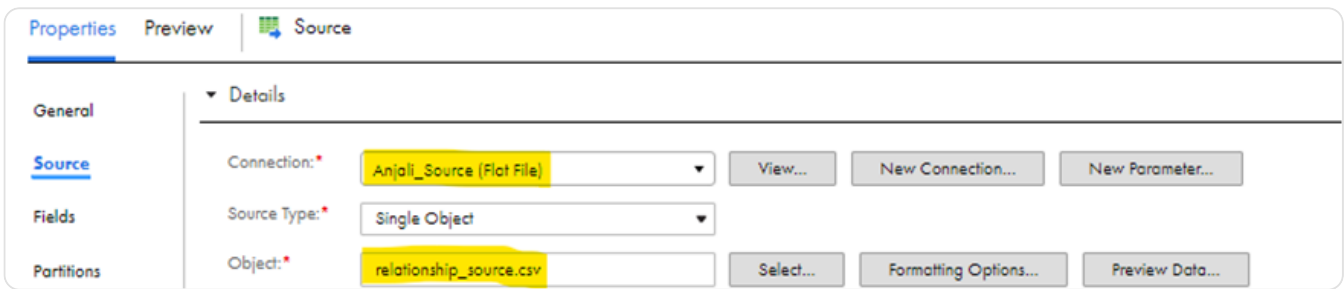 Properties Preview Source
Details
General
Source
Fields
Partitions
Connection:* Anjali_Source (Flat File) View... New Connection... New Parameter...
Source Type:* Single Object
Object:* relationship_source.csv Select... Formatting Options... Preview Data...